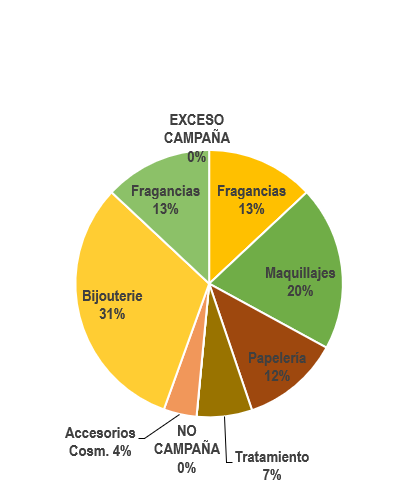 EXCESO
CAMPAÑA
0%
Fragancias
13%
Fragancias
13%
Maquillajes
20%
Bijouterie
31%
Papelería
12%
Accesorios
Cosm. 4%
NO
CAMPAÑA
0%
Tratamiento
7%